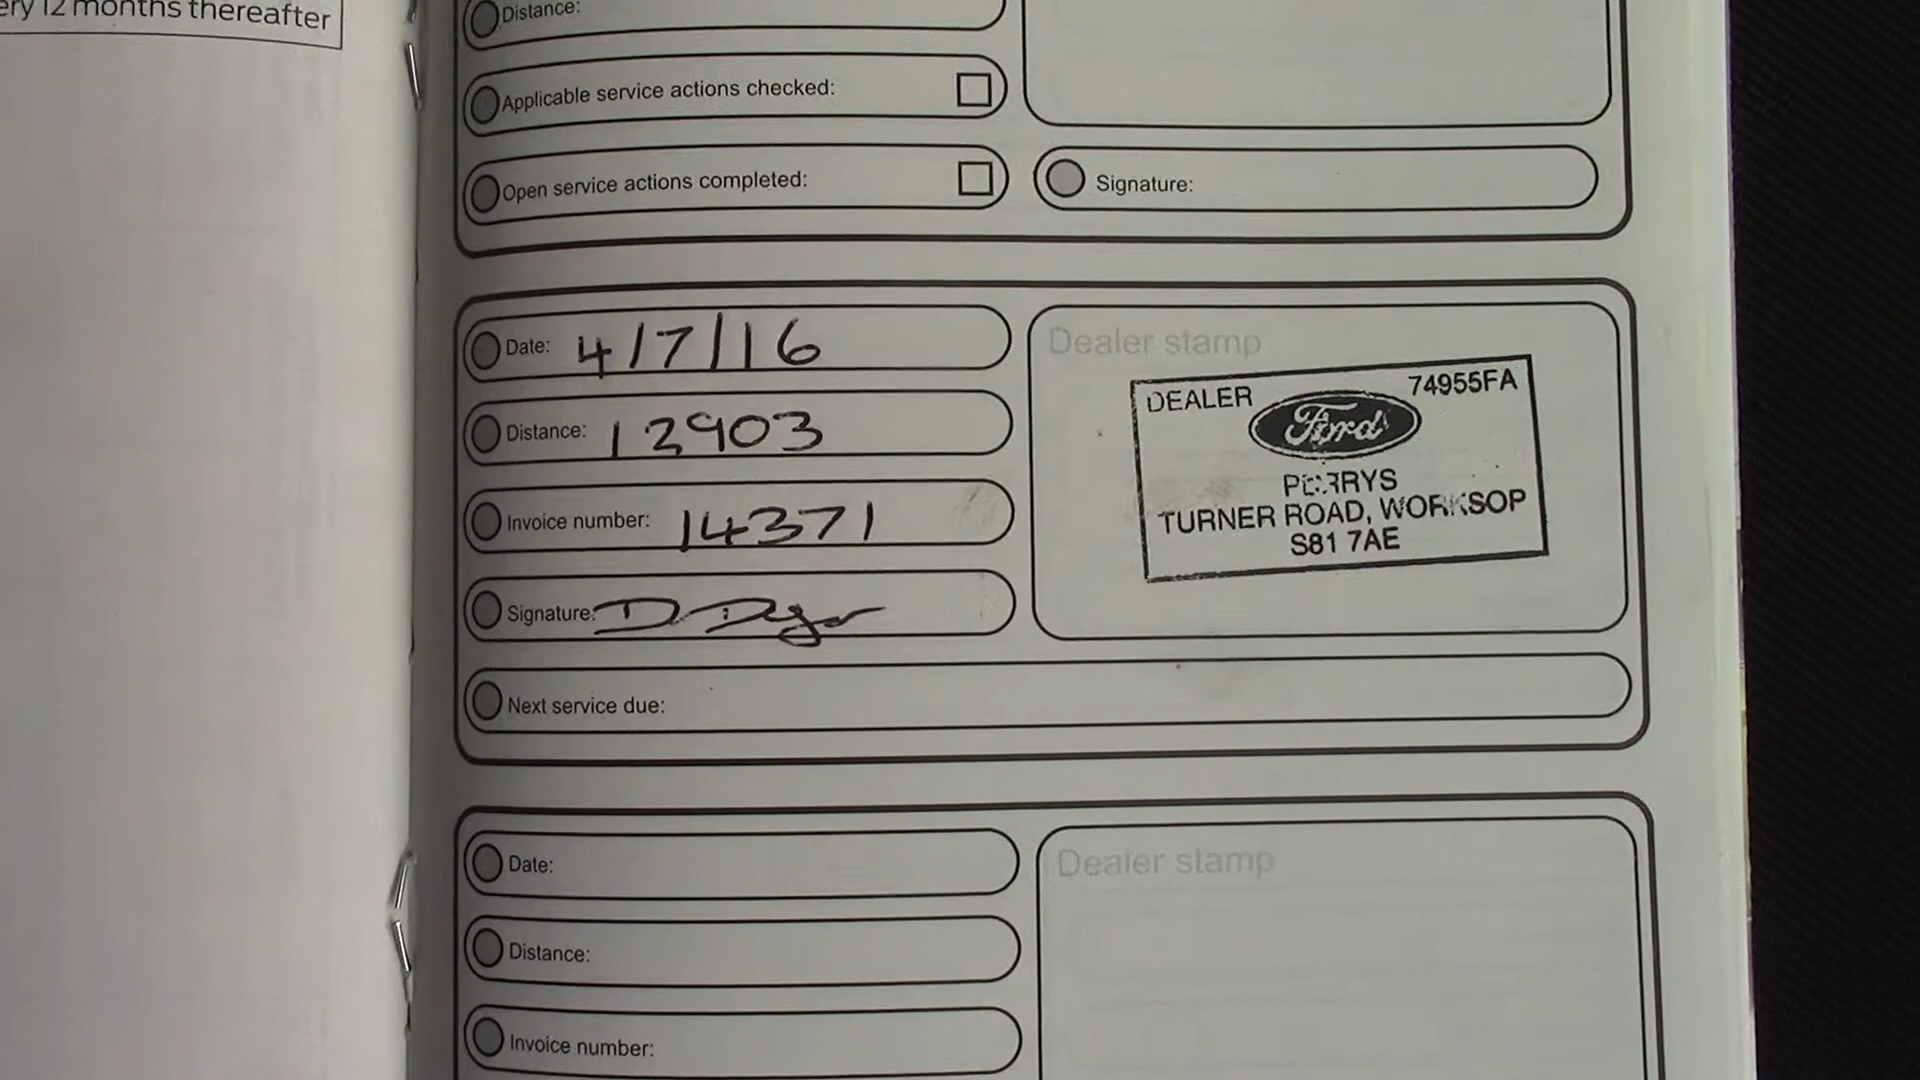 ery 12 months thereafter
Distance:
Applicable service actions checked:
Open service actions completed:
Signature:
Date: 4/7/16
Distance: 12903
Invoice number: 14371
Signature:
Next service due:
Dealer stamp
DEALER 74955FA
Ford
PERRYS
TURNER ROAD, WORKSOP
S81 7AE
Date:
Distance:
Invoice number:
Dealer stamp